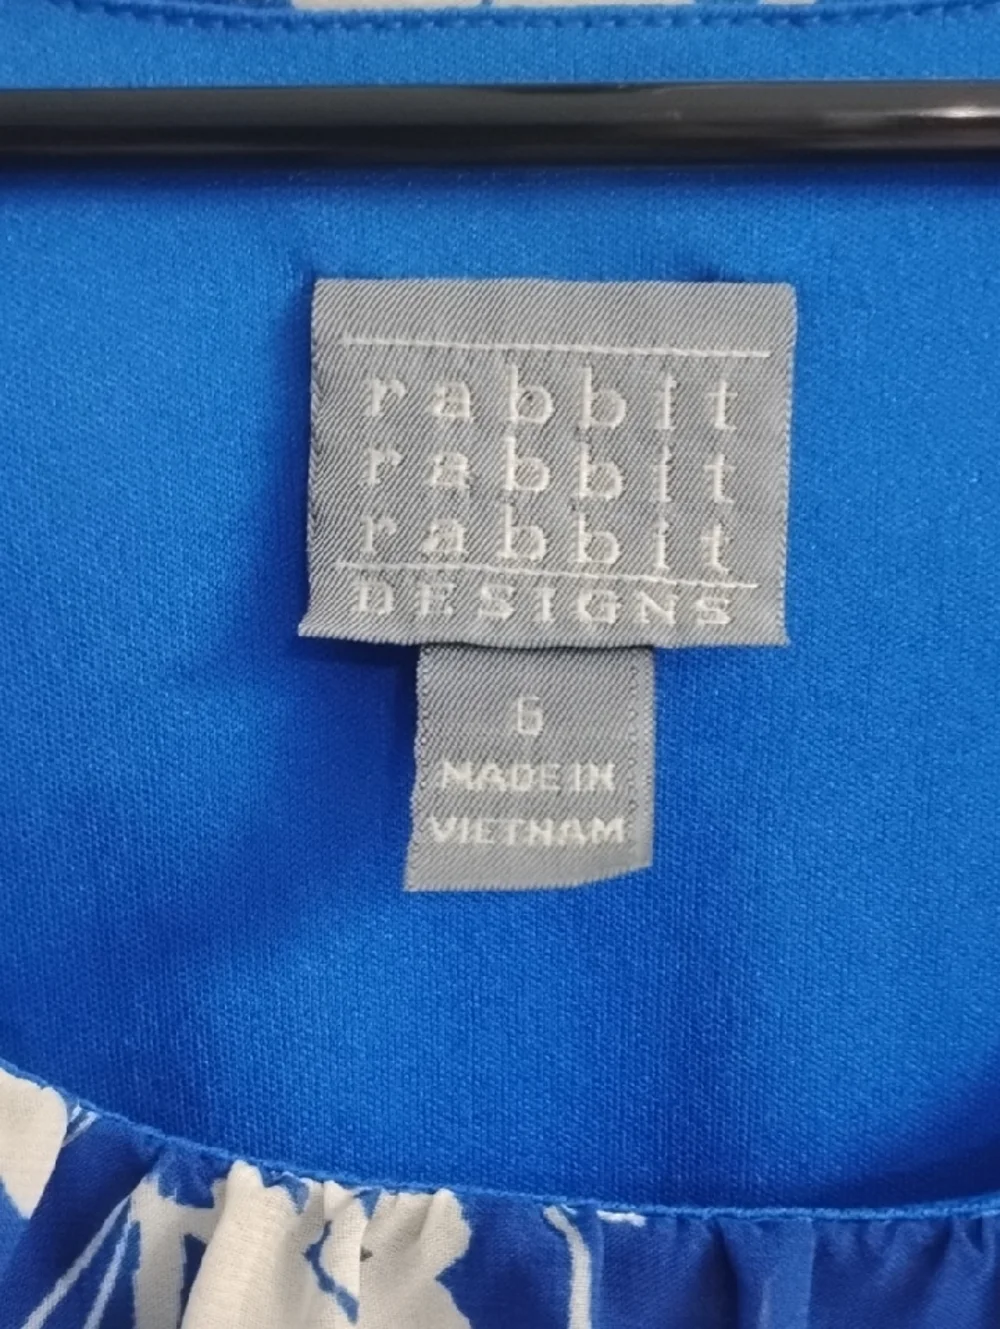 rabbit
rabbit
rabbit
DESIGNS
6
MADE IN
VIETNAM